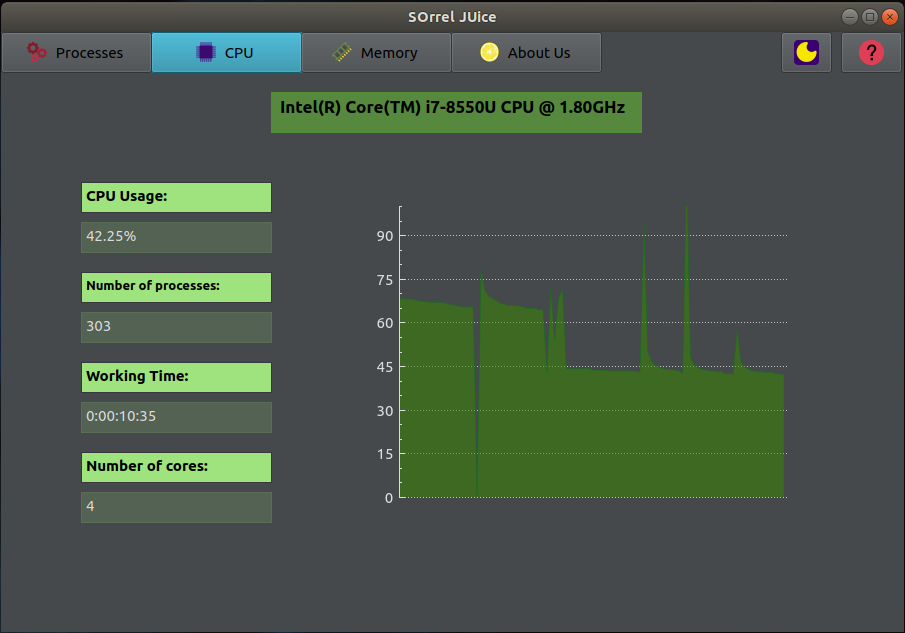 SOrrel JUice
Processes
CPU
Memory
About Us
?
Intel(R) Core(TM) i7-8550U CPU @ 1.80GHz
CPU Usage:
42.25%
Number of processes:
303
Working Time:
0:00:10:35
Number of cores:
4
90
75
60
45
30
15
0